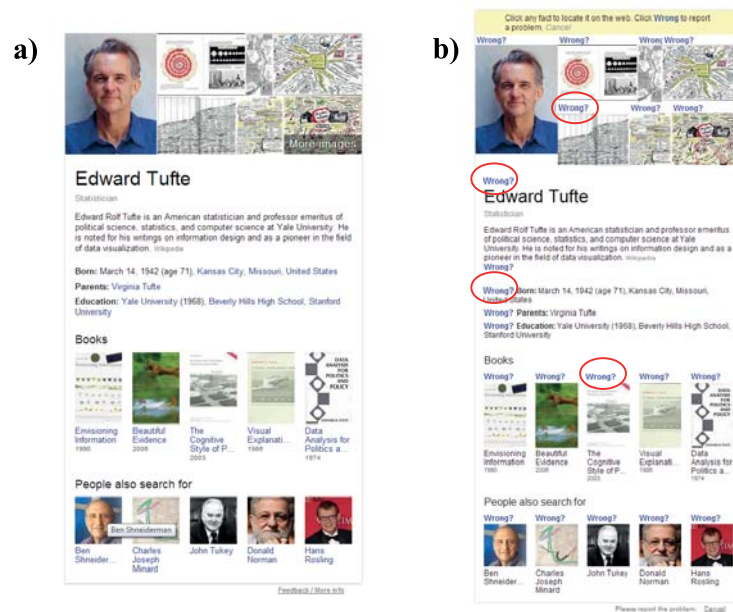 a)
More images
Edward Tufte
Statistician
Edward Rolf Tufte is an American statistician and professor emeritus of
political science, statistics, and computer science at Yale University. He
is noted for his writings on information design and as a pioneer in the field
of data visualization. Wikipedia
Born: March 14, 1942 (age 71), Kansas City, Missouri, United States
Parents: Virginia Tufte
Education: Yale University (1968), Beverly Hills High School, Stanford
University
Books
DATA
ANALYSIS
FOR
POLITICS
AND
POLICY
Envisioning Information 1990
Beautiful Evidence 2006
The Cognitive Style of P... 2003
Visual Explanati... 1996
Data Analysis for Politics a... 1974
People also search for
Ben Shneiderman
Ben Shneider...
Charles Joseph Minard
John Tukey
Donald Norman
Hans Rosling
Feedback / More info
b)
Click any fact to locate it on the web. Click Wrong to report
a problem. Cancel
Wrong? Wrong? Wrong Wrong?
Wrong? Wrong? Wrong?
Wrong?
Edward Tufte
Statistician
Edward Rolf Tufte is an American statistician and professor emeritus
of political science, statistics, and computer science at Yale
University. He is noted for his writings on information design and as a
pioneer in the field of data visualization. Wikipedia
Wrong?
Wrong? Born: March 14, 1942 (age 71), Kansas City, Missouri,
United States
Wrong? Parents: Virginia Tufte
Wrong? Education: Yale University (1968), Beverly Hills High School,
Stanford University
Books
Wrong? Wrong? Wrong? Wrong? Wrong?
Envisioning Information 1990
Beautiful Evidence 2006
The Cognitive Style of P... 2003
Visual Explanati... 1996
Data Analysis for Politics a... 1974
People also search for
Wrong? Wrong? Wrong? Wrong? Wrong?
Ben Shneider...
Charles Joseph Minard
John Tukey
Donald Norman
Hans Rosling
Please report the problem. Cancel